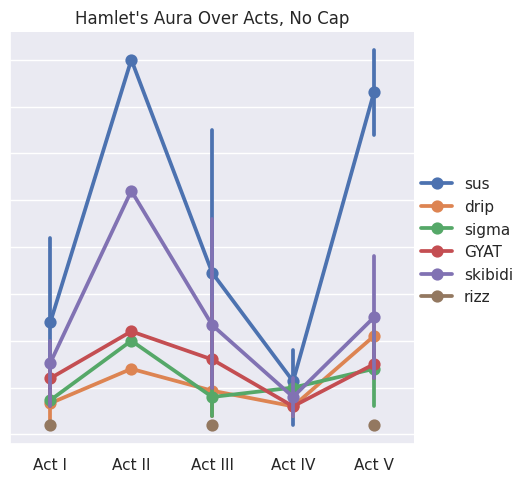 Hamlet's Aura Over Acts, No Cap
sus
drip
sigma
GYAT
skibidi
rizz
Act I Act II Act III Act IV Act V